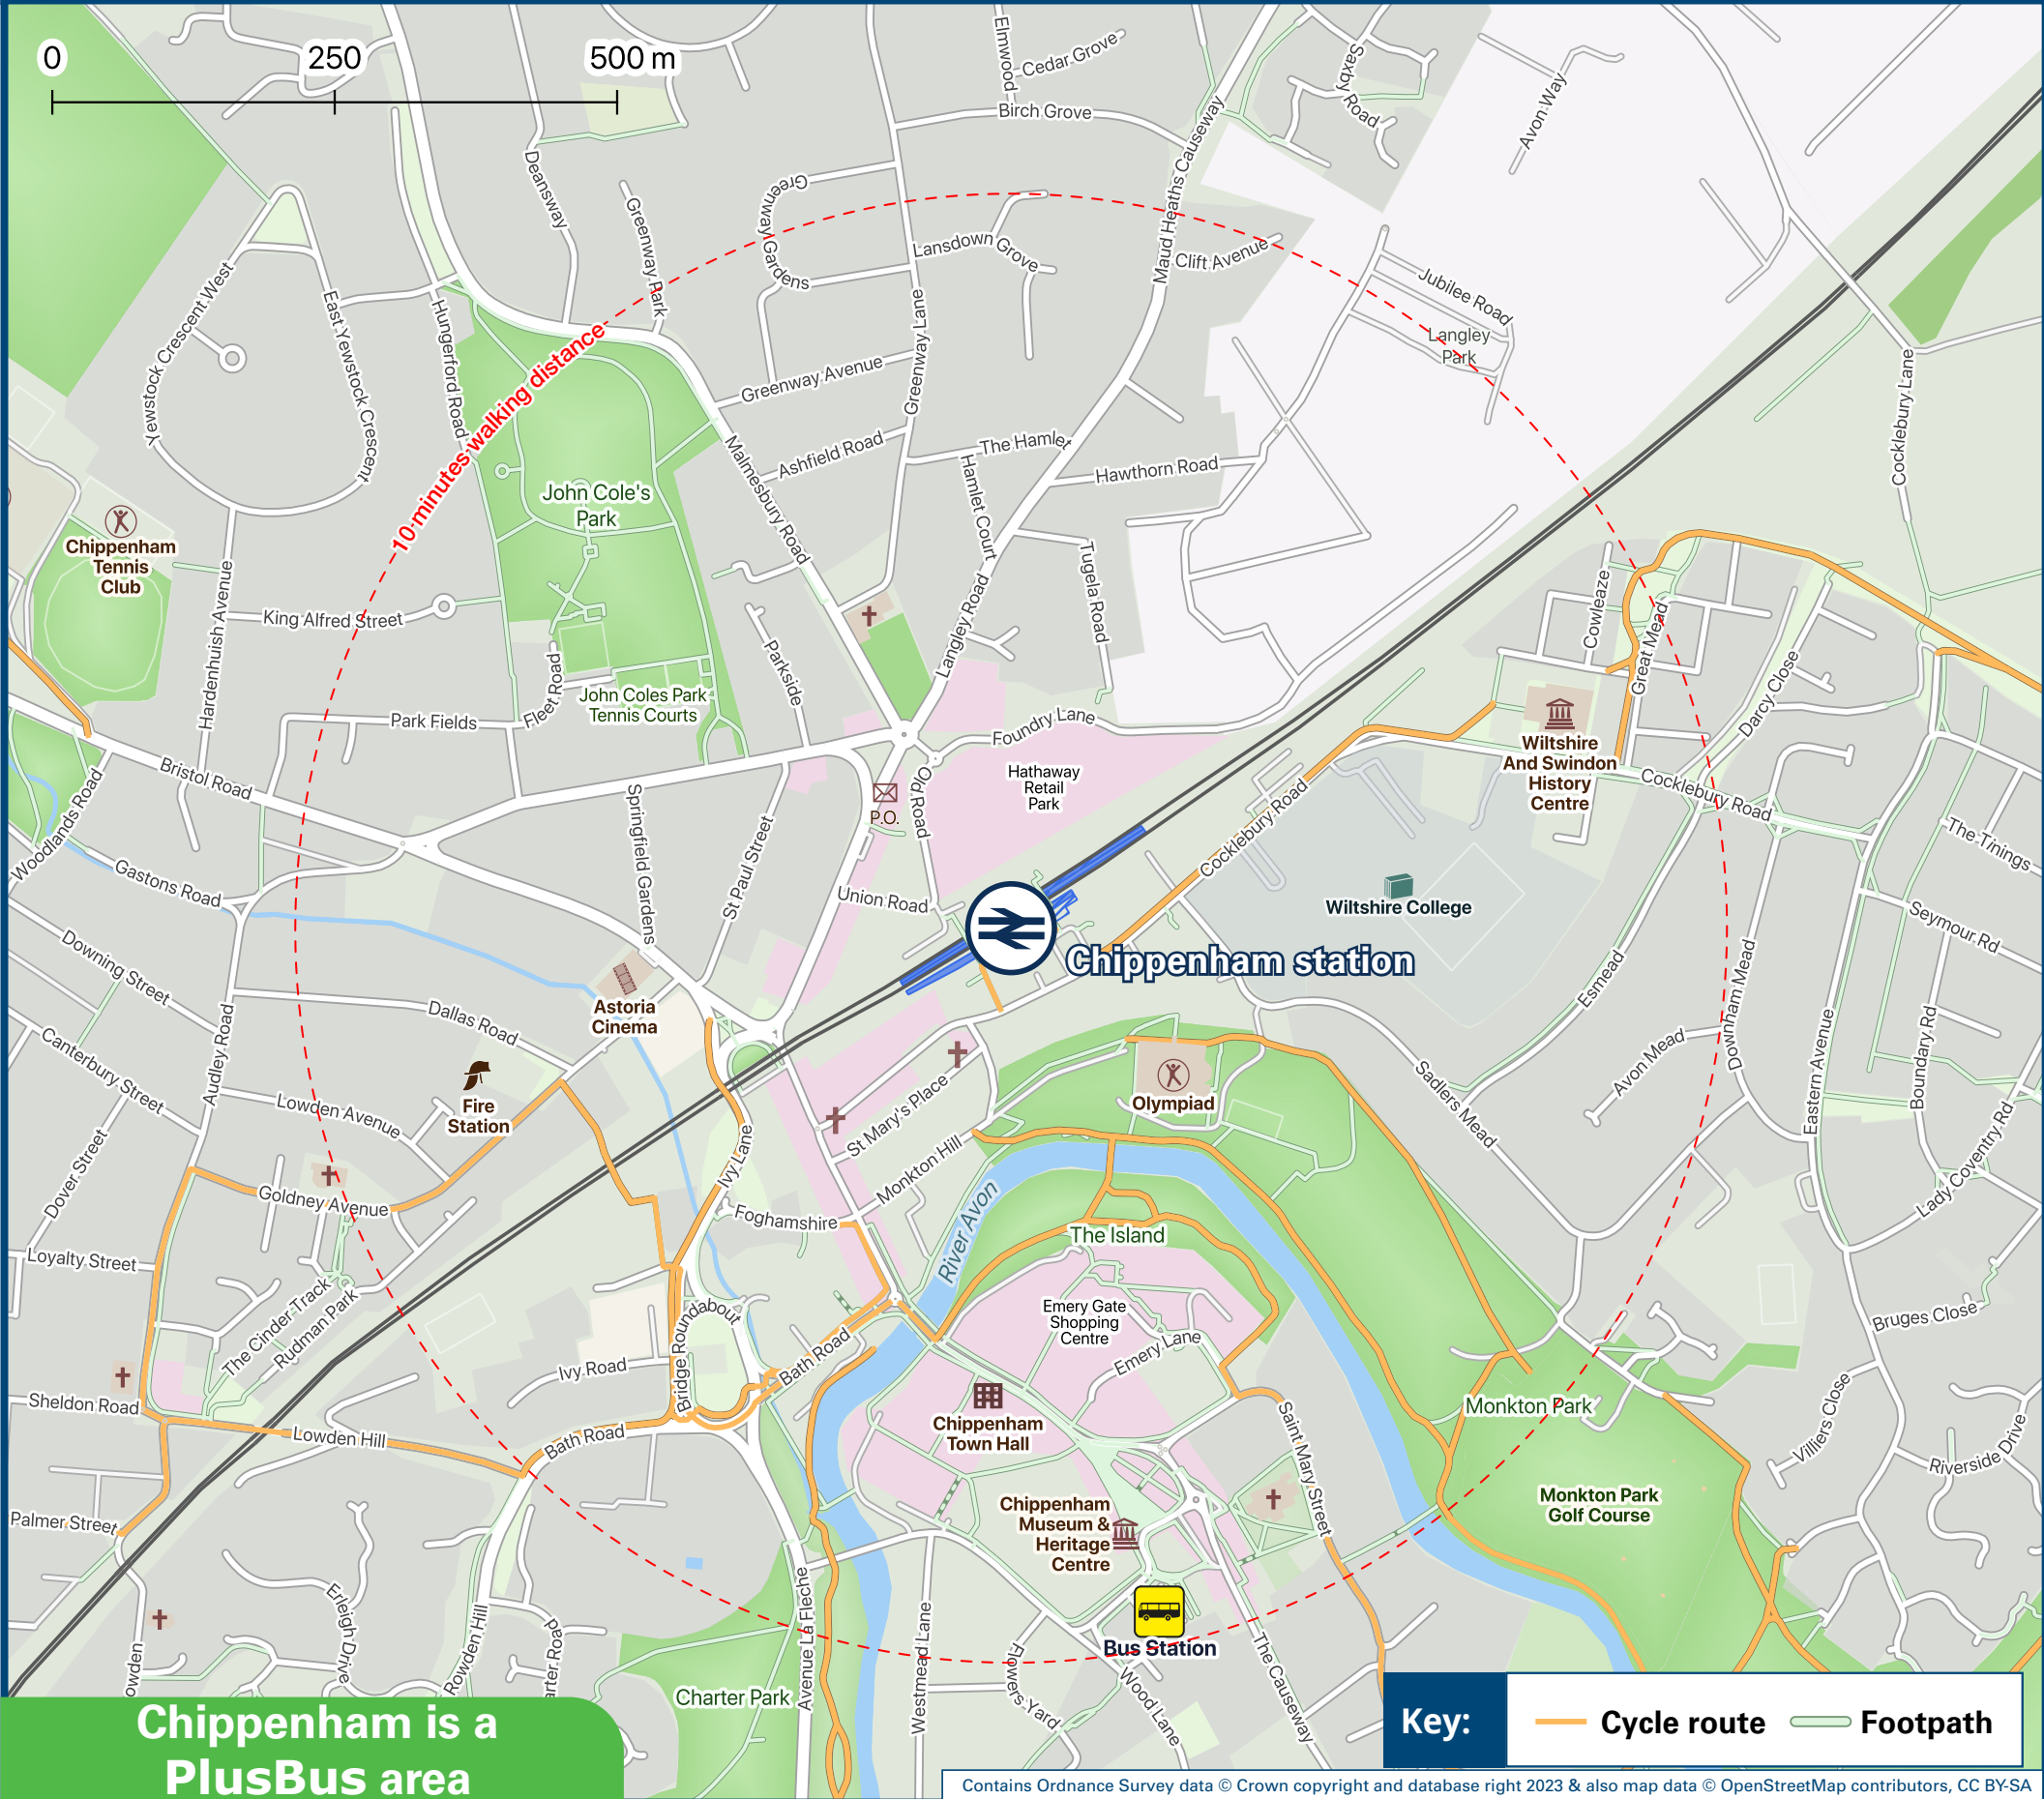 0
250
500 m
Elmwood
Cedar Grove
Birch Grove
Saxby Road
Avon Way
Maud Heaths Causeway
Deansway
Greenway Park
Greenway Gardens
Lansdown Grove
Clift Avenue
Jubilee Road
Langley
Park
Yewstock Crescent West
East Yewstock Crescent
Hungerford Road
10-minutes walking distance
Greenway Lane
Greenway Avenue
Ashfield Road
The Hamlet
Hamlet Court
Hawthorn Road
Malmesbury Road
Cocklebury Lane
John Cole's
Park
Chippenham
Tennis
Club
King Alfred Street
Hardenhuish Avenue
Fleet Road
John Coles Park
Tennis Courts
Parkside
Langley Road
Tugela Road
Cowleaze
Great Mead
Darcy Close
Park Fields
Foundry Lane
Bristol Road
Woodlands Road
Gastons Road
Springfield Gardens
St Paul Street
P.O.
Old Road
Hathaway
Retail
Park
Union Road
Wiltshire
And Swindon
History
Centre
Cocklebury Road
Cocklebury Road
Wiltshire College
The Tinings
Seymour Rd
Chippenham station
Downing Street
Dallas Road
Astoria
Cinema
Canterbury Street
Audley Road
Fire
Station
Lowden Avenue
Esmead
Downham Mead
Avon Mead
Eastern Avenue
Boundary Rd
Lady Coventry Rd
Sadlers Mead
Olympiad
St Mary's Place
Monkton Hill
Ivy Lane
Foghamshire
Dover Street
Goldney Avenue
Loyalty Street
The Cinder Track
Rudman Park
River Avon
The Island
Emery Gate
Shopping
Centre
Emery Lane
Bridge Roundabout
Bath Road
Ivy Road
Sheldon Road
Lowden Hill
Bath Road
Chippenham
Town Hall
Saint Mary Street
Monkton Park
Bruges Close
Villiers Close
Riverside Drive
Monkton Park
Golf Course
Palmer Street
Chippenham
Museum &
Heritage
Centre
Bus Station
Erleigh Drive
Rowden Hill
Avenue La Fleche
Westmead Lane
Flowers Yard
Wood Lane
The Causeway
owden
arter Road
Charter Park
Chippenham is a
PlusBus area
Key:
Cycle route
Footpath
Contains Ordnance Survey data © Crown copyright and database right 2023 & also map data © OpenStreetMap contributors, CC BY-SA